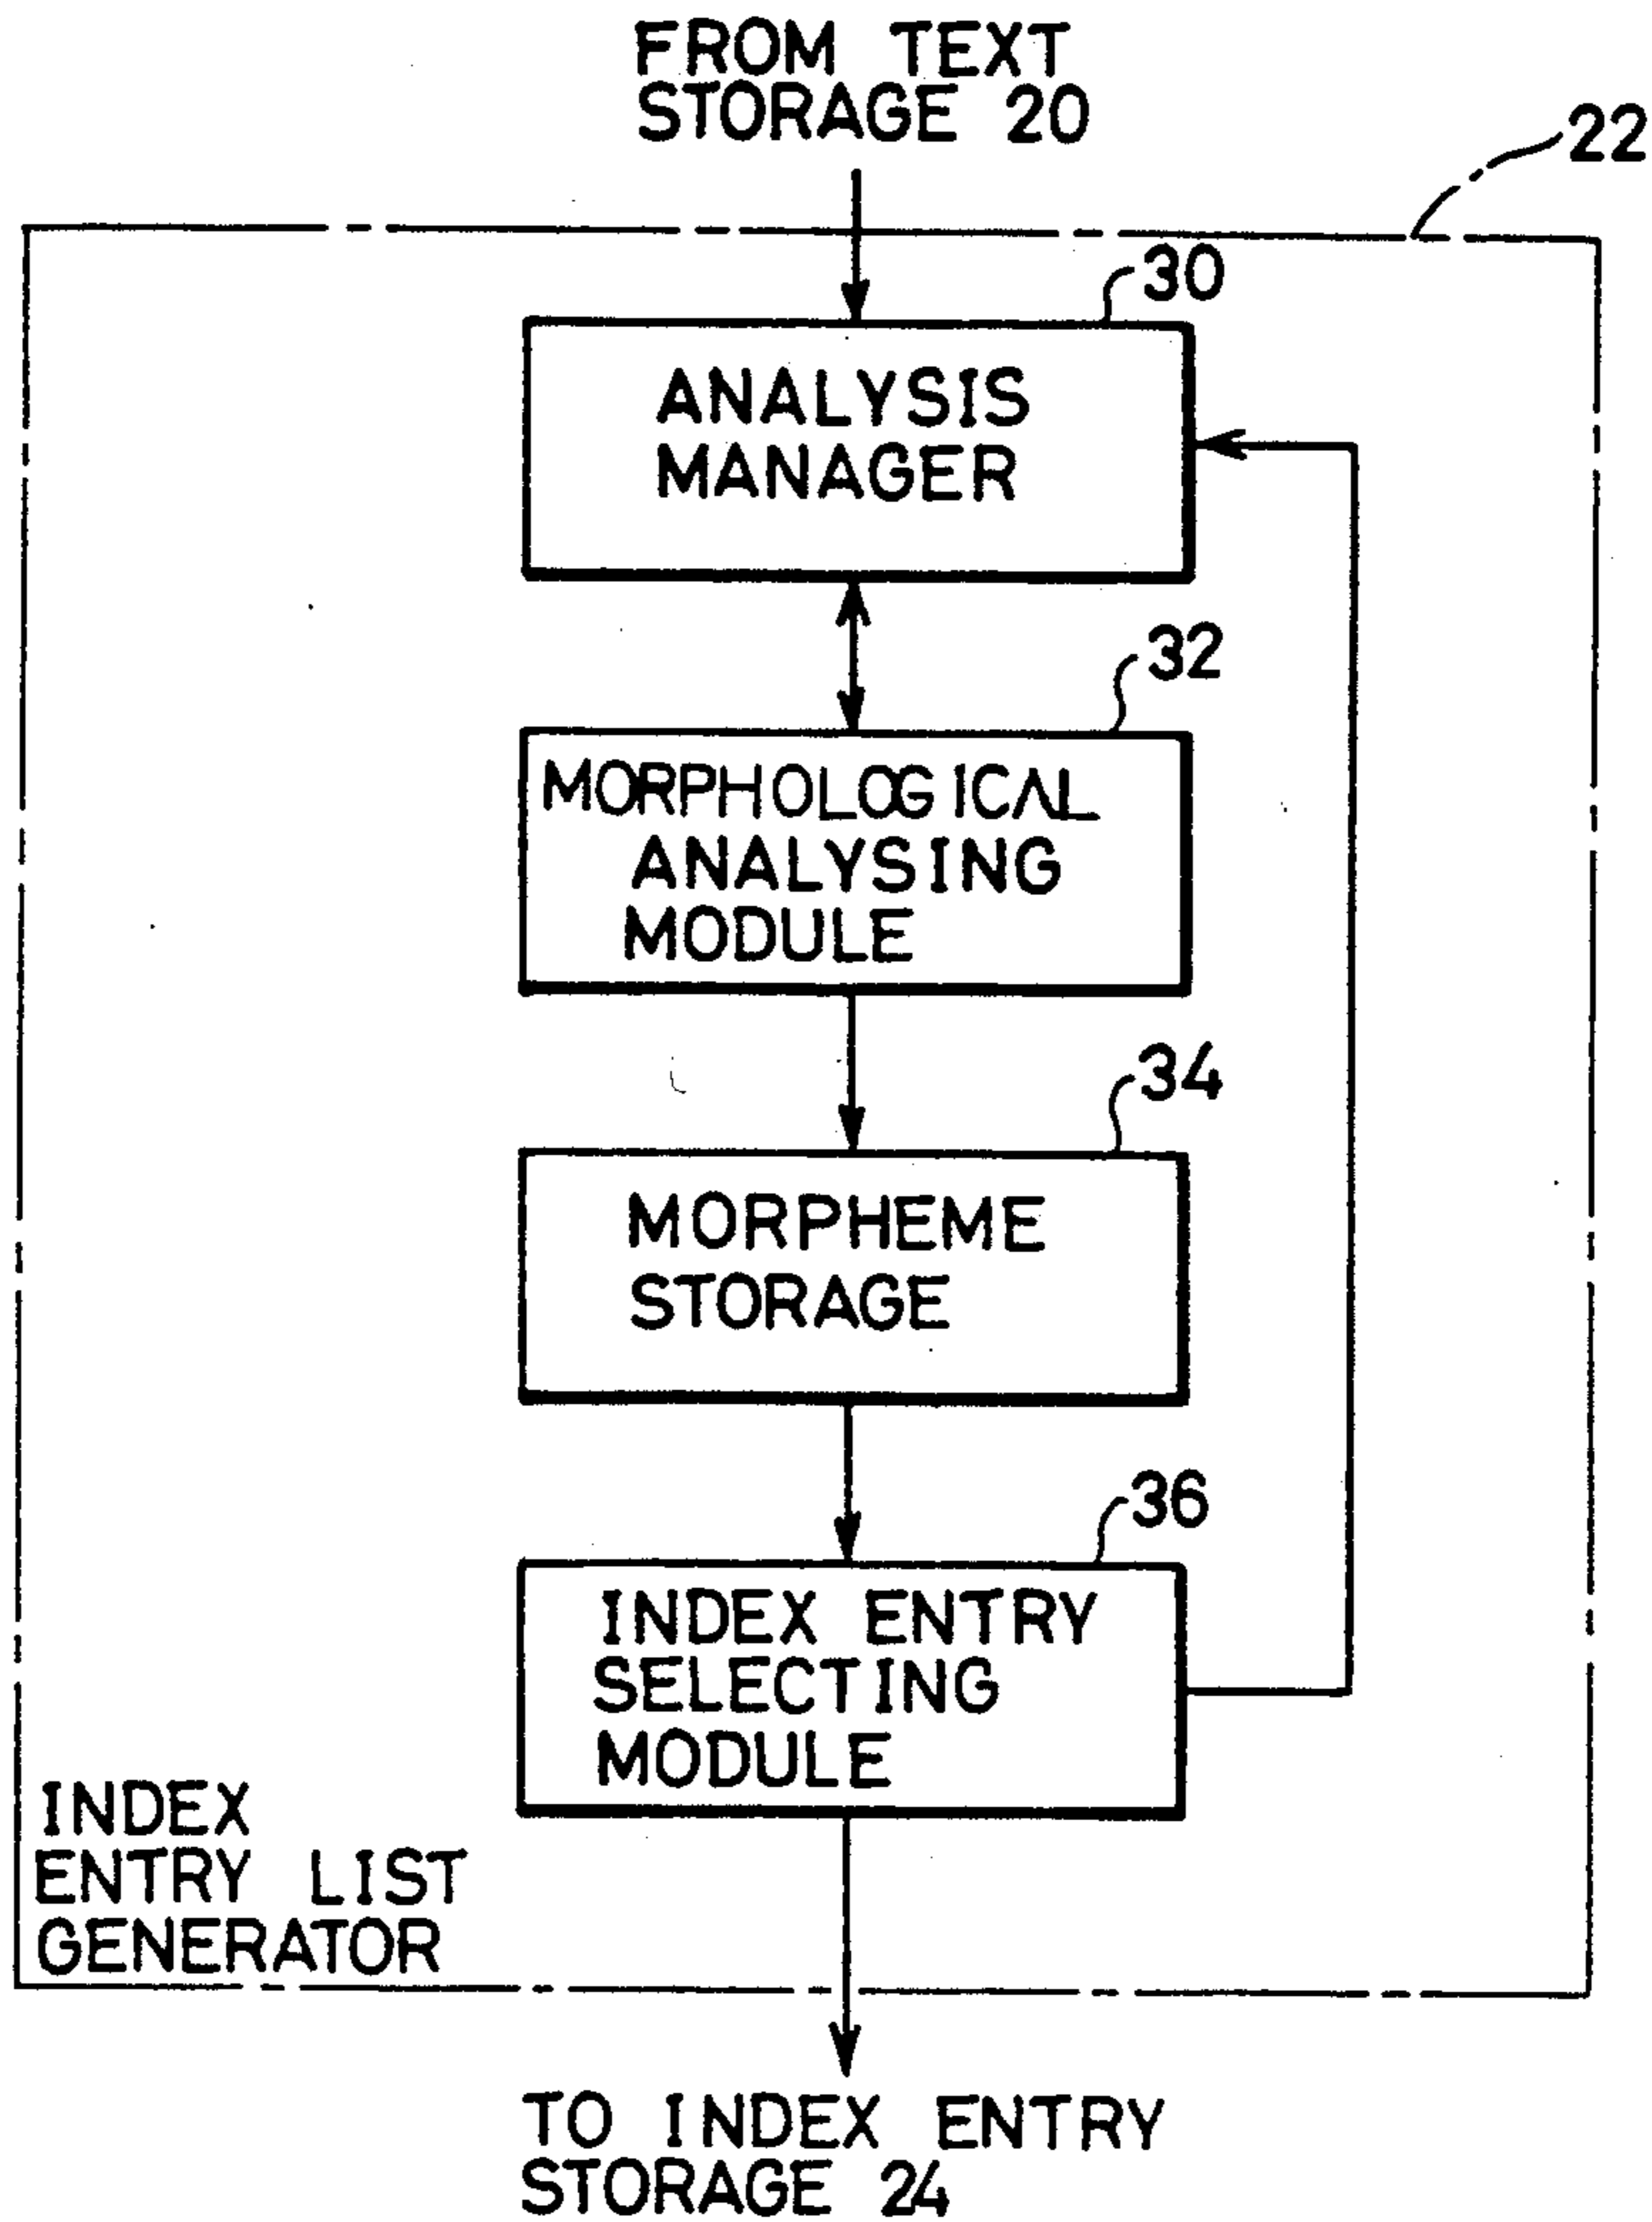 FROM TEXT
STORAGE 20
22
30
ANALYSIS
MANAGER
32
MORPHOLOGICAL
ANALYSING
MODULE
34
MORPHEME
STORAGE
36
INDEX ENTRY
SELECTING
MODULE
INDEX
ENTRY LIST
GENERATOR
TO INDEX ENTRY
STORAGE 24